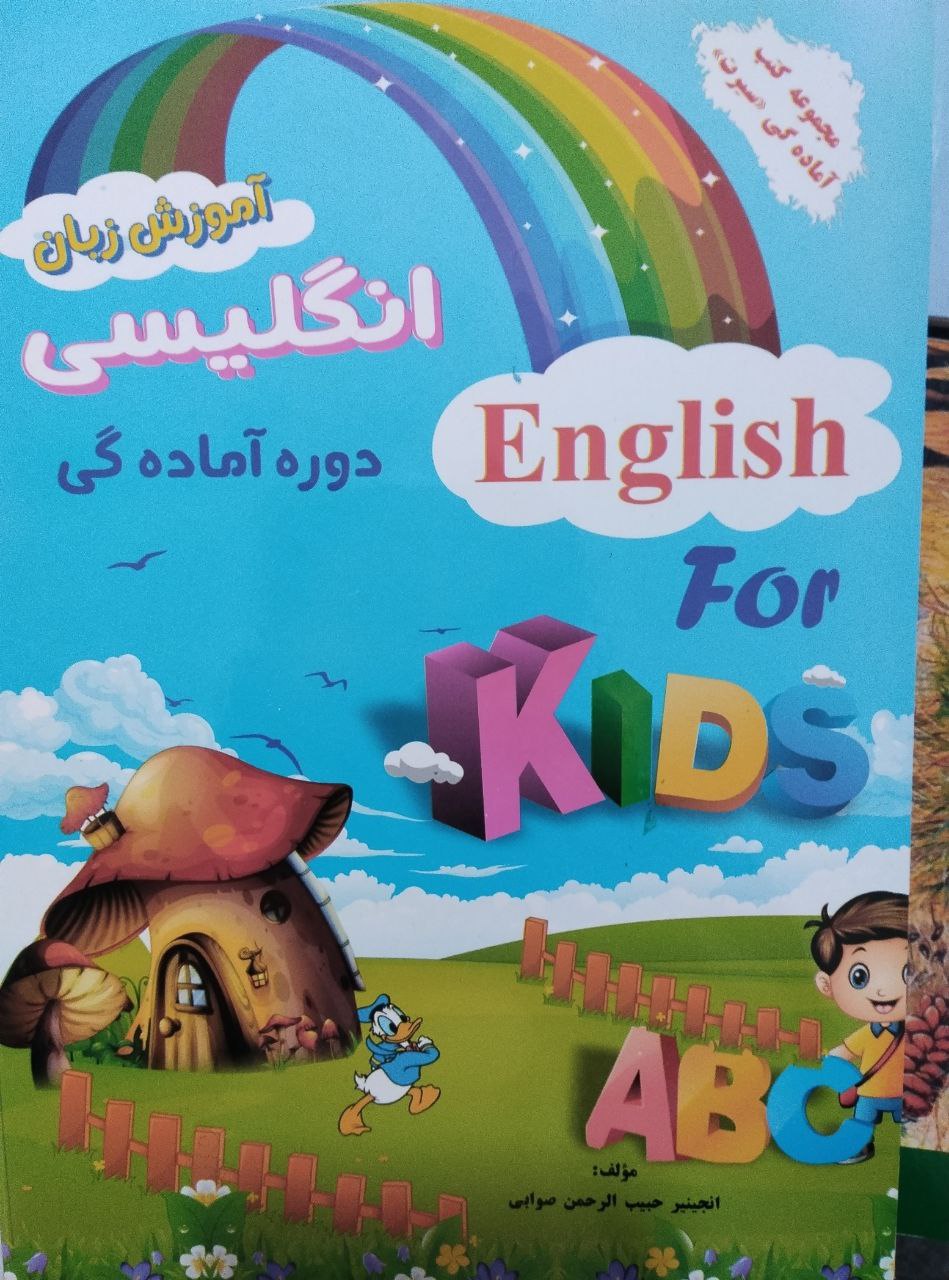 مجموعه کتب
آماده گی «سیرت»
آموزش زبان
انگلیسی
دوره آماده گی
English
For
KIDS
ABC
مؤلف:
انجینیر حبیب الرحمن صوابی